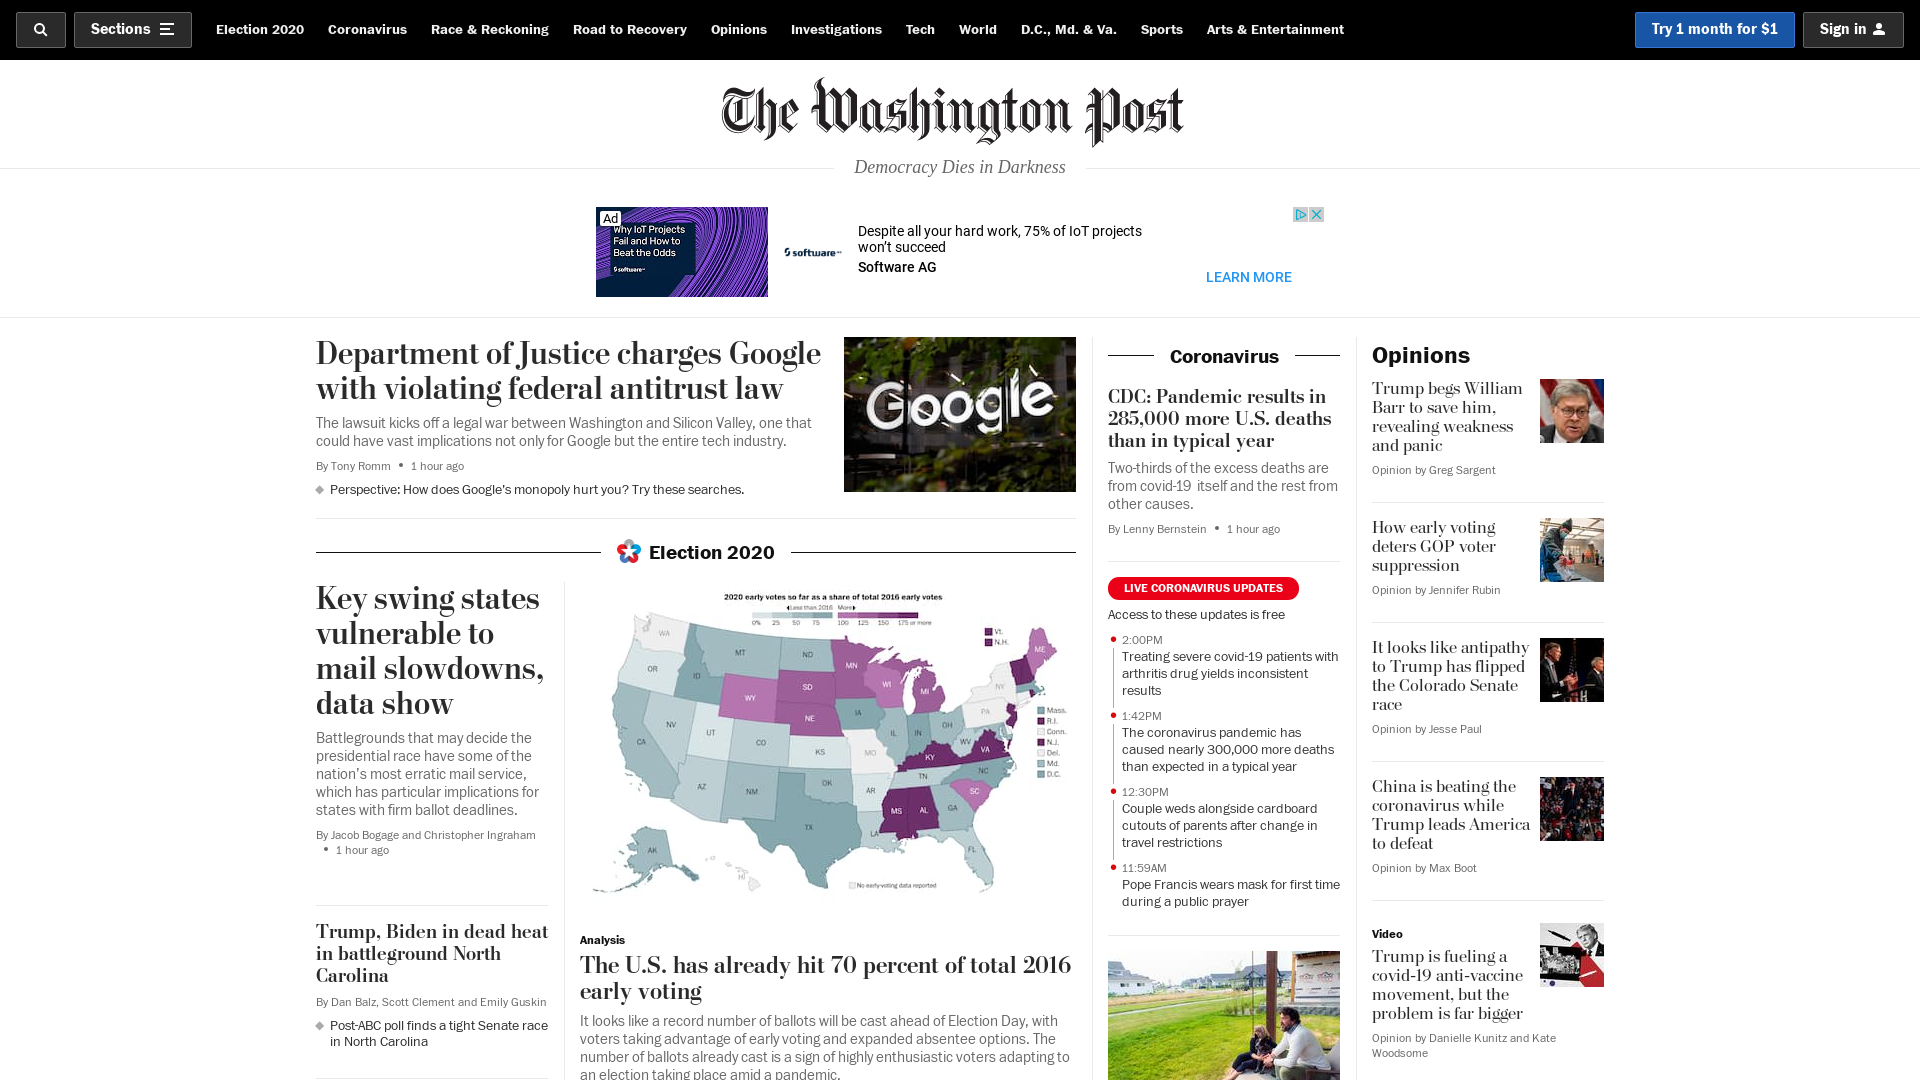 Sections
Election 2020
Coronavirus
Race & Reckoning
Road to Recovery
Opinions
Investigations
Tech
World
D.C., Md. & Va.
Sports
Arts & Entertainment
Try 1 month for $1
Sign in
The Washington Post
Democracy Dies in Darkness
Ad
Why IoT Projects
Fail and How to
Beat the Odds
software
software
Despite all your hard work, 75% of IoT projects
won't succeed
Software AG
LEARN MORE
Department of Justice charges Google
with violating federal antitrust law
The lawsuit kicks off a legal war between Washington and Silicon Valley, one that
could have vast implications not only for Google but the entire tech industry.
By Tony Romm • 1 hour ago
Perspective: How does Google's monopoly hurt you? Try these searches.
Google
Election 2020
Key swing states
vulnerable to
mail slowdowns,
data show
Battlegrounds that may decide the
presidential race have some of the
nation's most erratic mail service,
which has particular implications for
states with firm ballot deadlines.
By Jacob Bogage and Christopher Ingraham
• 1 hour ago
Trump, Biden in dead heat
in battleground North
Carolina
By Dan Balz, Scott Clement and Emily Guskin
Post-ABC poll finds a tight Senate race
in North Carolina
2020 early votes so far as a share of total 2016 early votes
Less than 2016 More
0% 25 50 75 100 125 150 175 or more
Vt.
N.H.
WA
MT
ND
MN
ME
OR
ID
SD
WI
MI
NY
WY
NE
IA
PA
Mass.
R.I.
Conn.
N.J.
Del.
Md.
D.C.
NV
UT
CO
KS
MO
IL
IN
OH
WV
VA
KY
CA
AZ
NM
OK
AR
TN
NC
SC
MS
AL
GA
TX
LA
FL
AK
HI
No early-voting data reported
Analysis
The U.S. has already hit 70 percent of total 2016
early voting
It looks like a record number of ballots will be cast ahead of Election Day, with
voters taking advantage of early voting and expanded absentee options. The
number of ballots already cast is a sign of highly enthusiastic voters adapting to
an election taking place amid a pandemic.
Coronavirus
CDC: Pandemic results in
285,000 more U.S. deaths
than in typical year
Two-thirds of the excess deaths are
from covid-19 itself and the rest from
other causes.
By Lenny Bernstein • 1 hour ago
LIVE CORONAVIRUS UPDATES
Access to these updates is free
2:00PM
Treating severe covid-19 patients with
arthritis drug yields inconsistent
results
1:42PM
The coronavirus pandemic has
caused nearly 300,000 more deaths
than expected in a typical year
12:30PM
Couple weds alongside cardboard
cutouts of parents after change in
travel restrictions
11:59AM
Pope Francis wears mask for first time
during a public prayer
Opinions
Trump begs William
Barr to save him,
revealing weakness
and panic
Opinion by Greg Sargent
How early voting
deters GOP voter
suppression
Opinion by Jennifer Rubin
It looks like antipathy
to Trump has flipped
the Colorado Senate
race
Opinion by Jesse Paul
China is beating the
coronavirus while
Trump leads America
to defeat
Opinion by Max Boot
Video
Trump is fueling a
covid-19 anti-vaccine
movement, but the
problem is far bigger
Opinion by Danielle Kunitz and Kate
Woodsome